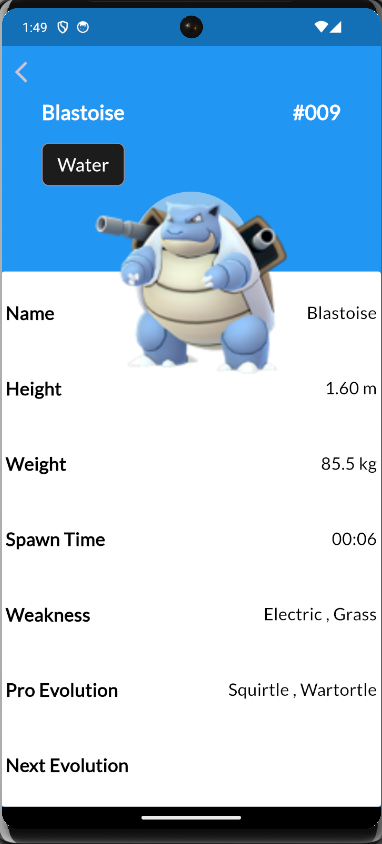 1:49
Blastoise #009
Water
Name Blastoise
Height 1.60 m
Weight 85.5 kg
Spawn Time 00:06
Weakness Electric , Grass
Pro Evolution Squirtle , Wartortle
Next Evolution